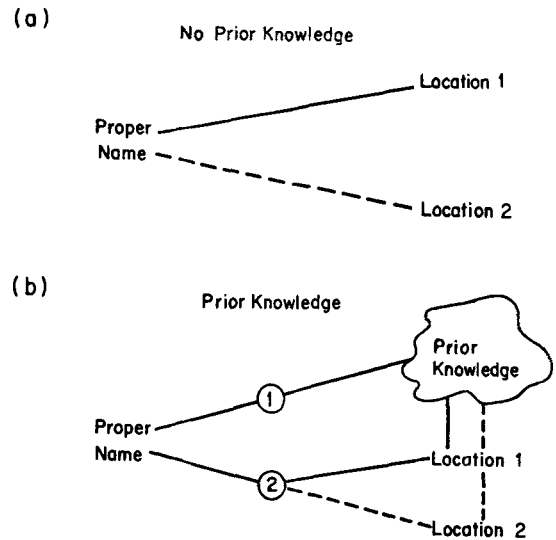 (a)
No Prior Knowledge
Location 1
Proper
Name
Location 2
(b)
Prior Knowledge
Prior
Knowledge
1
Proper
Name
Location 1
2
Location 2